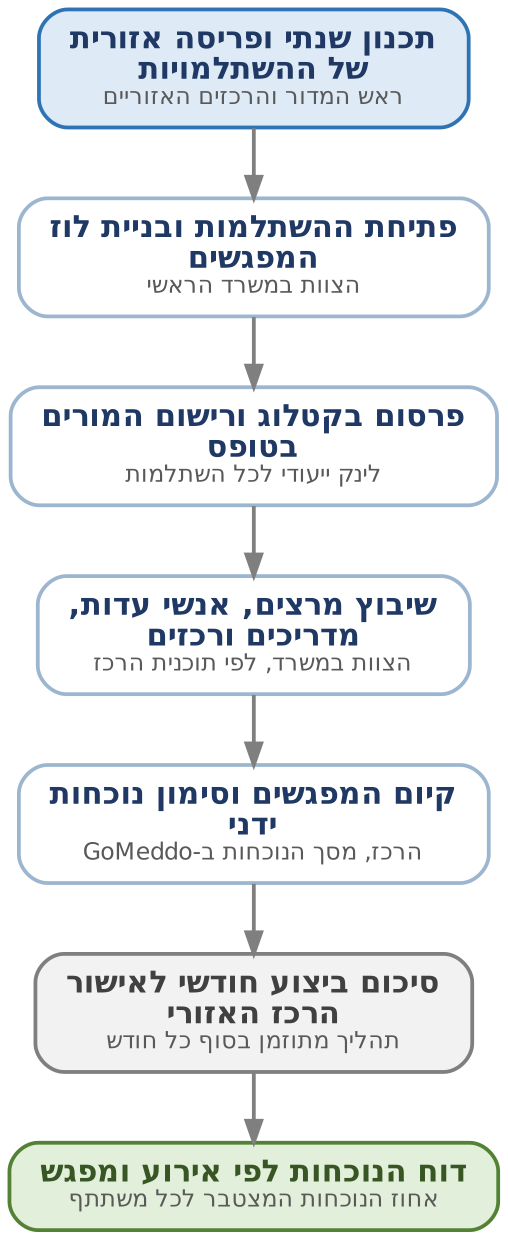 תכנון שנתי ופריסה אזורית
של ההשתלמויות
ראש המדור והרכזים האזוריים
פתיחת ההשתלמות ובניית לוז
המפגשים
הצוות במשרד הראשי
פרסום בקטלוג ורישום המורים
בטופס
לינק ייעודי לכל השתלמות
שיבוץ מרצים, אנשי עדות,
מדריכים ורכזים
הצוות במשרד, לפי תוכנית הרכז
קיום המפגשים וסימון נוכחות
ידני
הרכז, מסך הנוכחות ב-GoMeddo
סיכום ביצוע חודשי לאישור
הרכז האזורי
תהליך מתוזמן בסוף כל חודש
דוח הנוכחות לפי אירוע ומפגש
אחוז הנוכחות המצטבר לכל משתתף